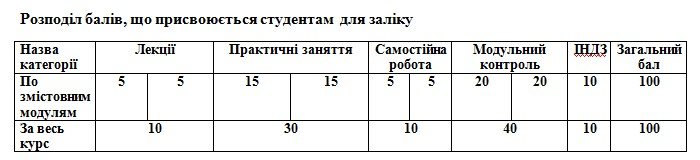 Розподіл балів, що присвоюється студентам для заліку
Назва категорії Лекції Практичні заняття Самостійна робота Модульний контроль ІНДЗ Загальний бал
По змістовним модулям 5 5 15 15 5 5 20 20 10 100
За весь курс 10 30 10 40 10 100